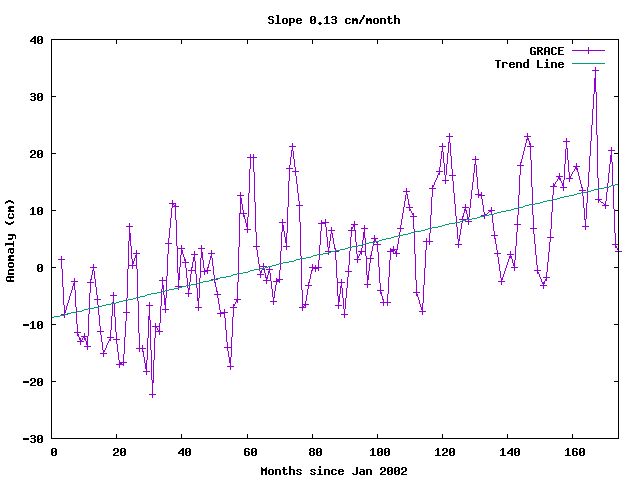 Slope 0.13 cm/month
GRACE
Trend Line
Anomaly (cm)
40
30
20
10
0
-10
-20
-30
0 20 40 60 80 100 120 140 160
Months since Jan 2002